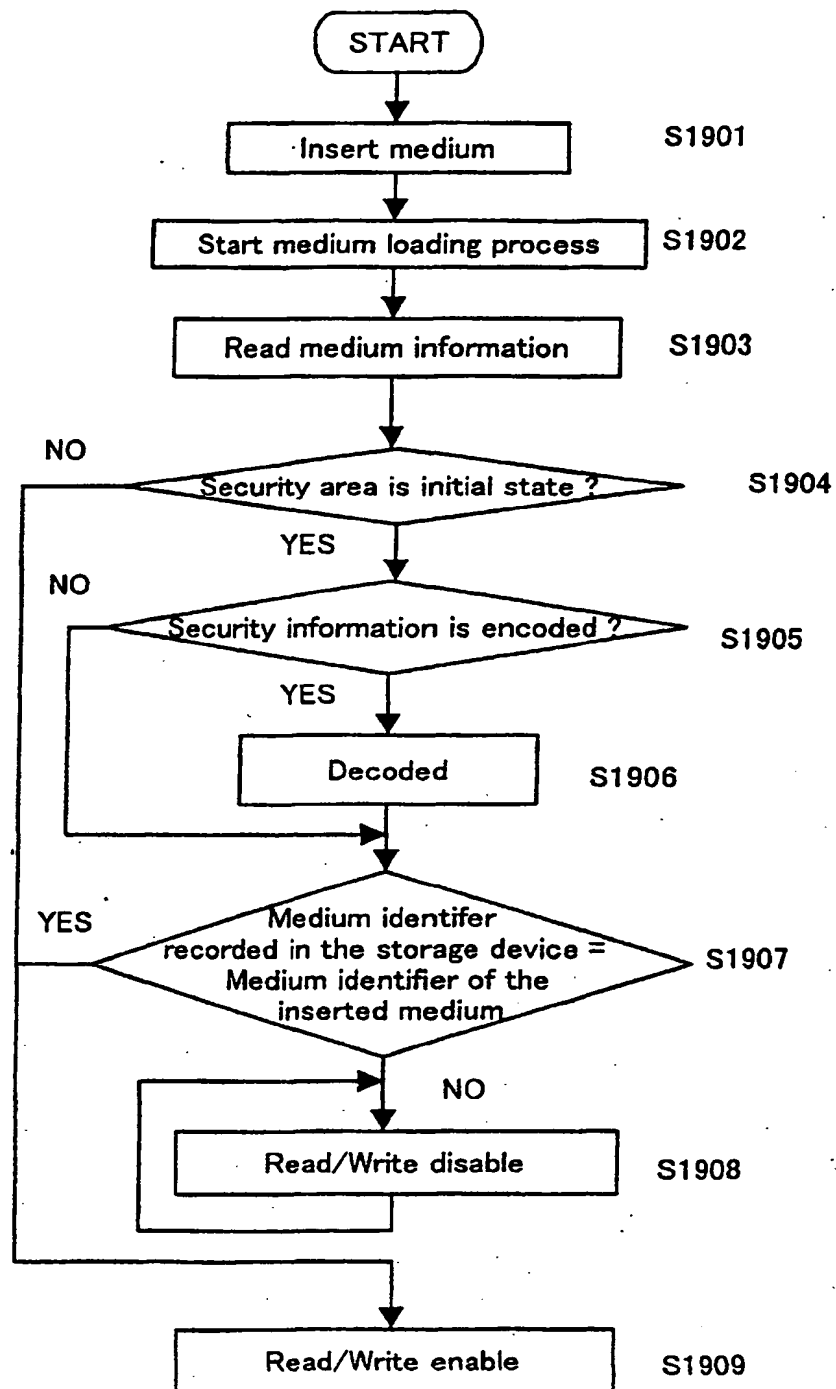 START
Insert medium
S1901
Start medium loading process
S1902
Read medium information
S1903
NO
Security area is initial state ?
S1904
YES
NO
Security information is encoded ?
S1905
YES
Decoded
S1906
YES
Medium identifer
recorded in the storage device =
Medium identifier of the
inserted medium
S1907
NO
Read/Write disable
S1908
Read/Write enable
S1909